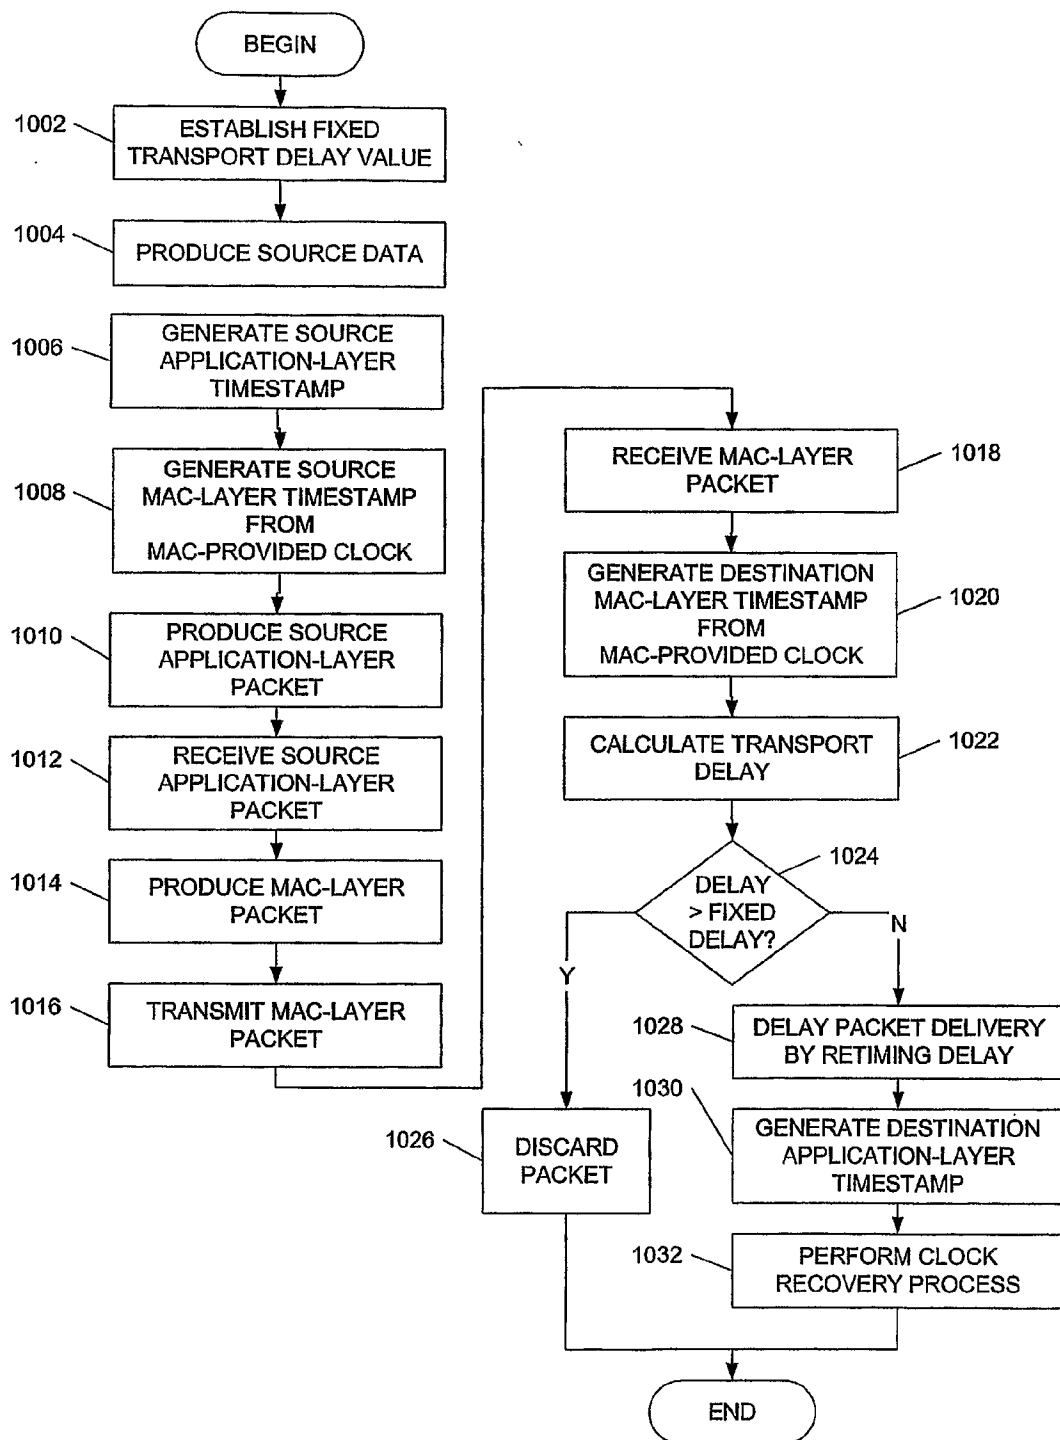 BEGIN
1002
ESTABLISH FIXED
TRANSPORT DELAY VALUE
1004
PRODUCE SOURCE DATA
1006
GENERATE SOURCE
APPLICATION-LAYER
TIMESTAMP
1008
GENERATE SOURCE
MAC-LAYER TIMESTAMP
FROM
MAC-PROVIDED CLOCK
1010
PRODUCE SOURCE
APPLICATION-LAYER
PACKET
1012
RECEIVE SOURCE
APPLICATION-LAYER
PACKET
1014
PRODUCE MAC-LAYER
PACKET
1016
TRANSMIT MAC-LAYER
PACKET
RECEIVE MAC-LAYER
PACKET
1018
GENERATE DESTINATION
MAC-LAYER TIMESTAMP
FROM
MAC-PROVIDED CLOCK
1020
CALCULATE TRANSPORT
DELAY
1022
DELAY
> FIXED
DELAY?
1024
Y
N
1026
DISCARD
PACKET
1028
DELAY PACKET DELIVERY
BY RETIMING DELAY
1030
GENERATE DESTINATION
APPLICATION-LAYER
TIMESTAMP
1032
PERFORM CLOCK
RECOVERY PROCESS
END